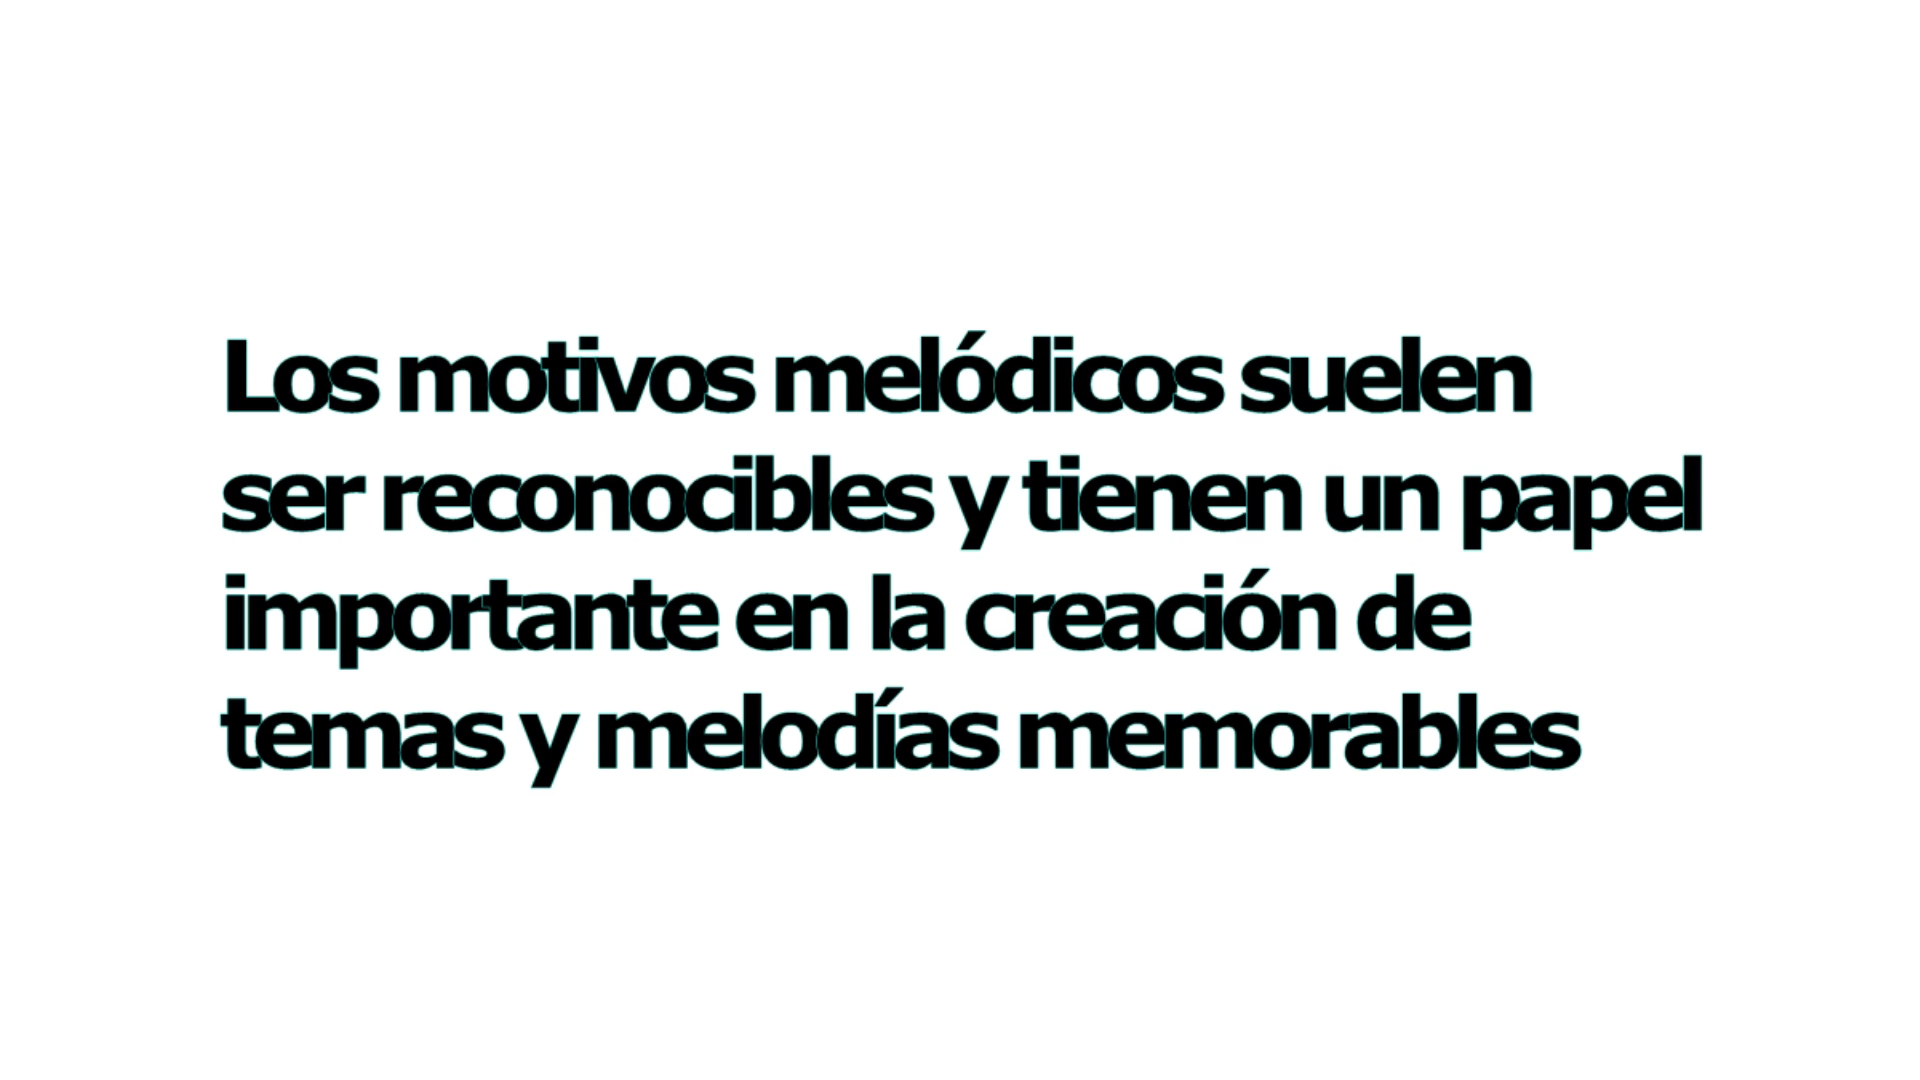 Los motivos melódicos suelen
ser reconocibles y tienen un papel
importante en la creación de
temas y melodías memorables